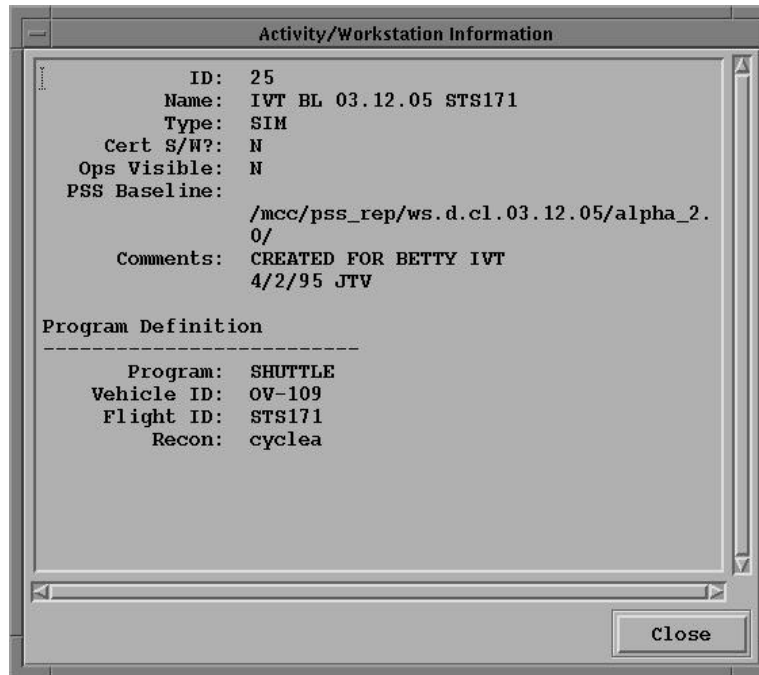 Activity/Workstation Information
ID: 25
Name: IVT BL 03.12.05 STS171
Type: SIM
Cert S/W?: N
Ops Visible: N
PSS Baseline:
/mcc/pss_rep/ws.d.cl.03.12.05/alpha_2.
0/
Comments: CREATED FOR BETTY IVT
4/2/95 JTV
Program Definition
--------------------------
Program: SHUTTLE
Vehicle ID: OV-109
Flight ID: STS171
Recon: cyclea
Close